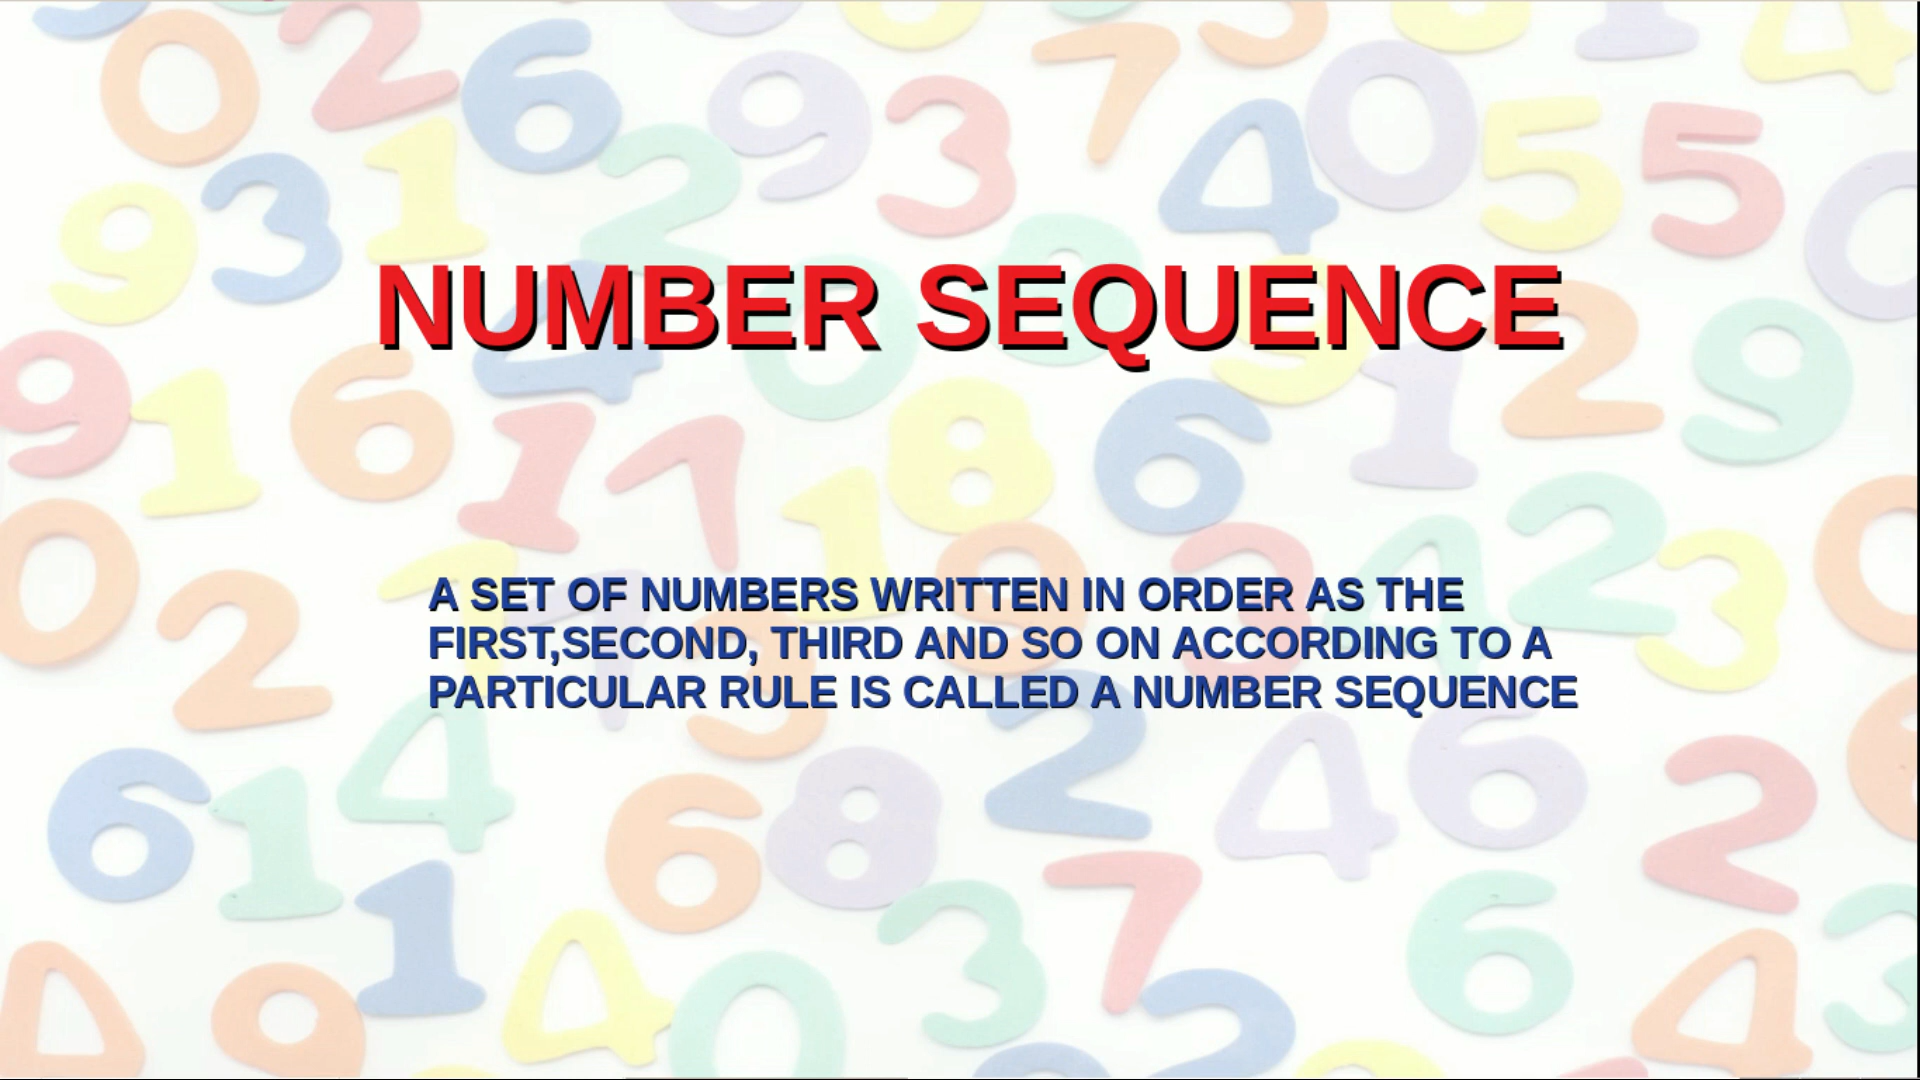 NUMBER SEQUENCE
A SET OF NUMBERS WRITTEN IN ORDER AS THE
FIRST,SECOND, THIRD AND SO ON ACCORDING TO A
PARTICULAR RULE IS CALLED A NUMBER SEQUENCE